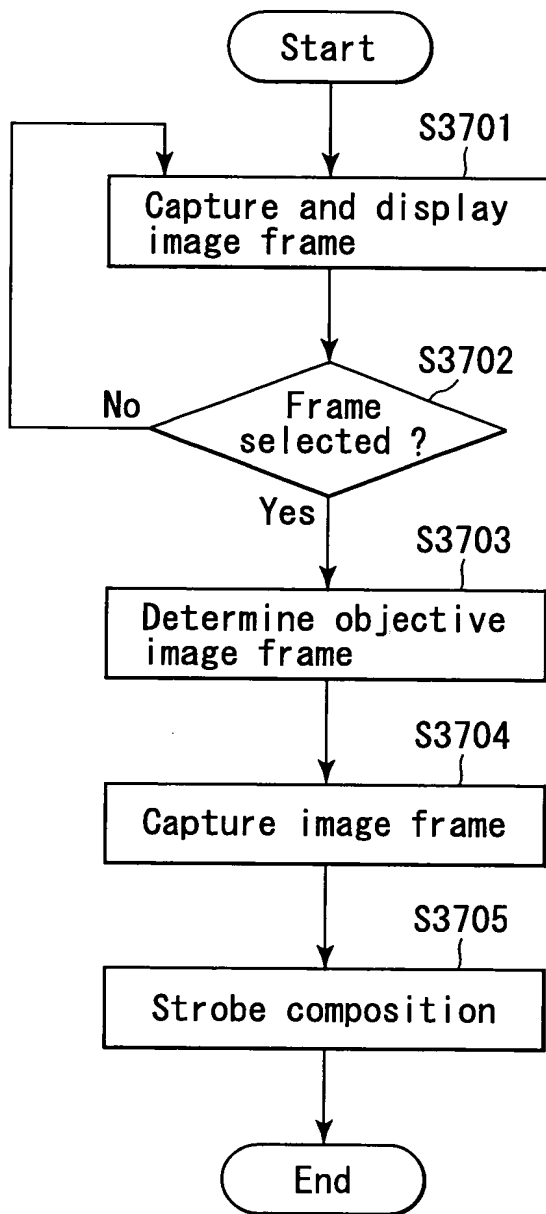 Start
S3701
Capture and display
image frame
S3702
No
Frame
selected ?
Yes
S3703
Determine objective
image frame
S3704
Capture image frame
S3705
Strobe composition
End